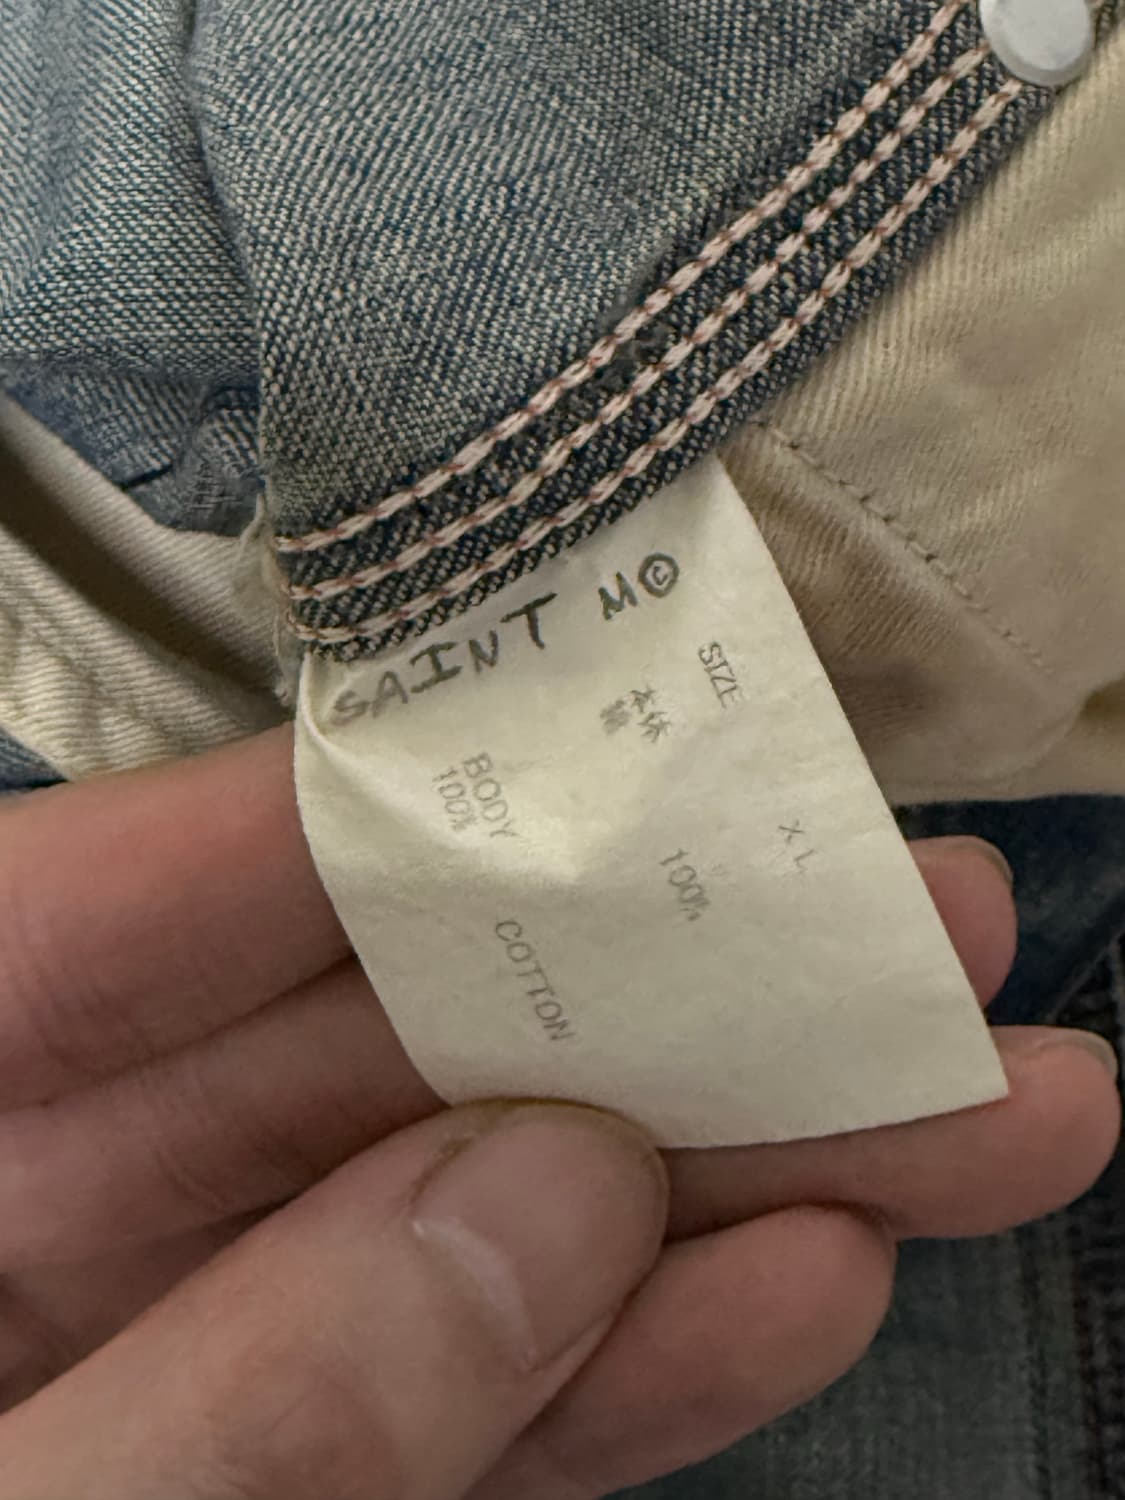 SAINT M©
SIZE XL
本体
綿 100%
BODY
100% COTTON